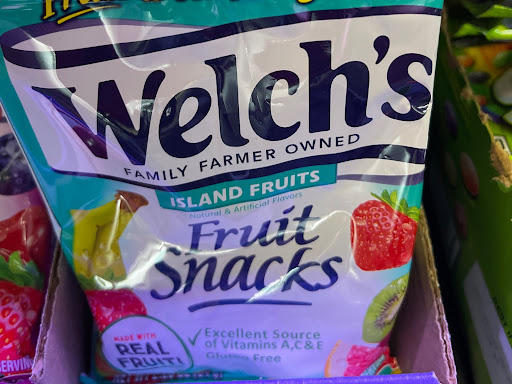 Welch's
FAMILY FARMER OWNED
ISLAND FRUITS
Natural & Artificial Flavors
Fruit
Snacks
MADE WITH
REAL
FRUIT!
✓Excellent Source
of Vitamins A,C&E
Gluten Free
SERVIN